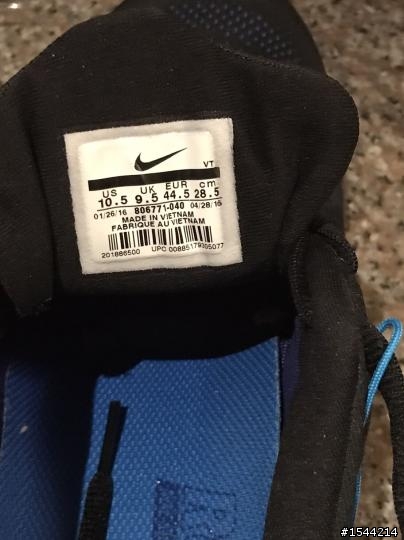 VT
US UK EUR cm
10.5 9.5 44.5 28.5
01/26/16 806771-040 04/28/16
MADE IN VIETNAM
FABRIQUE AU VIETNAM
201886500 UPC 00885179305077
#1544214